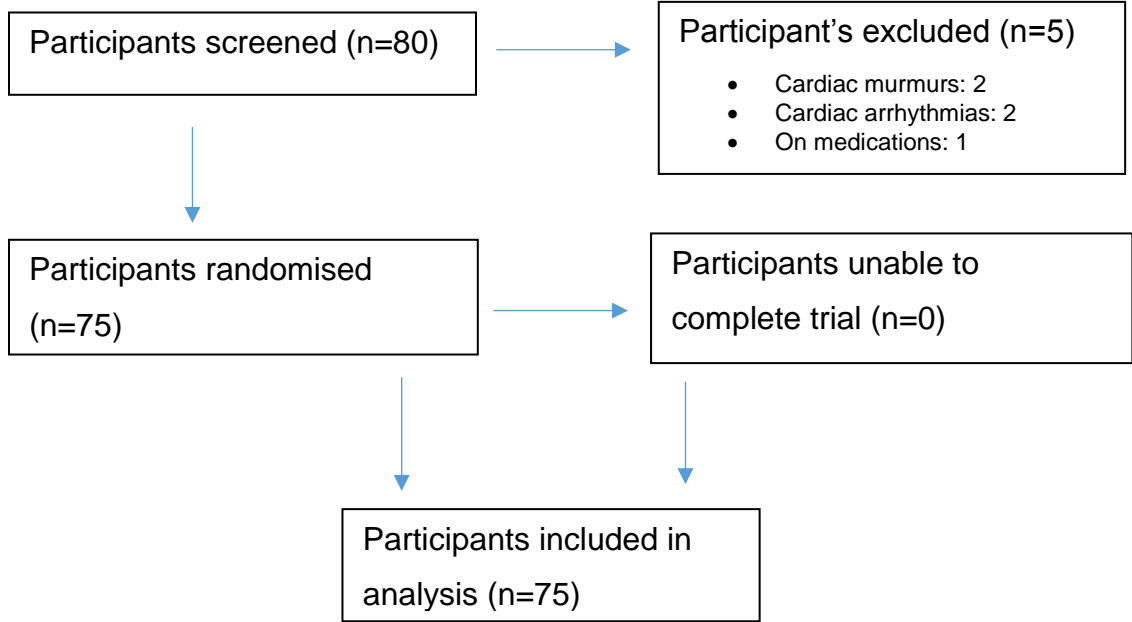 Participants screened (n=80)
Participant’s excluded (n=5)
• Cardiac murmurs: 2
• Cardiac arrhythmias: 2
• On medications: 1
Participants randomised
(n=75)
Participants unable to
complete trial (n=0)
Participants included in
analysis (n=75)